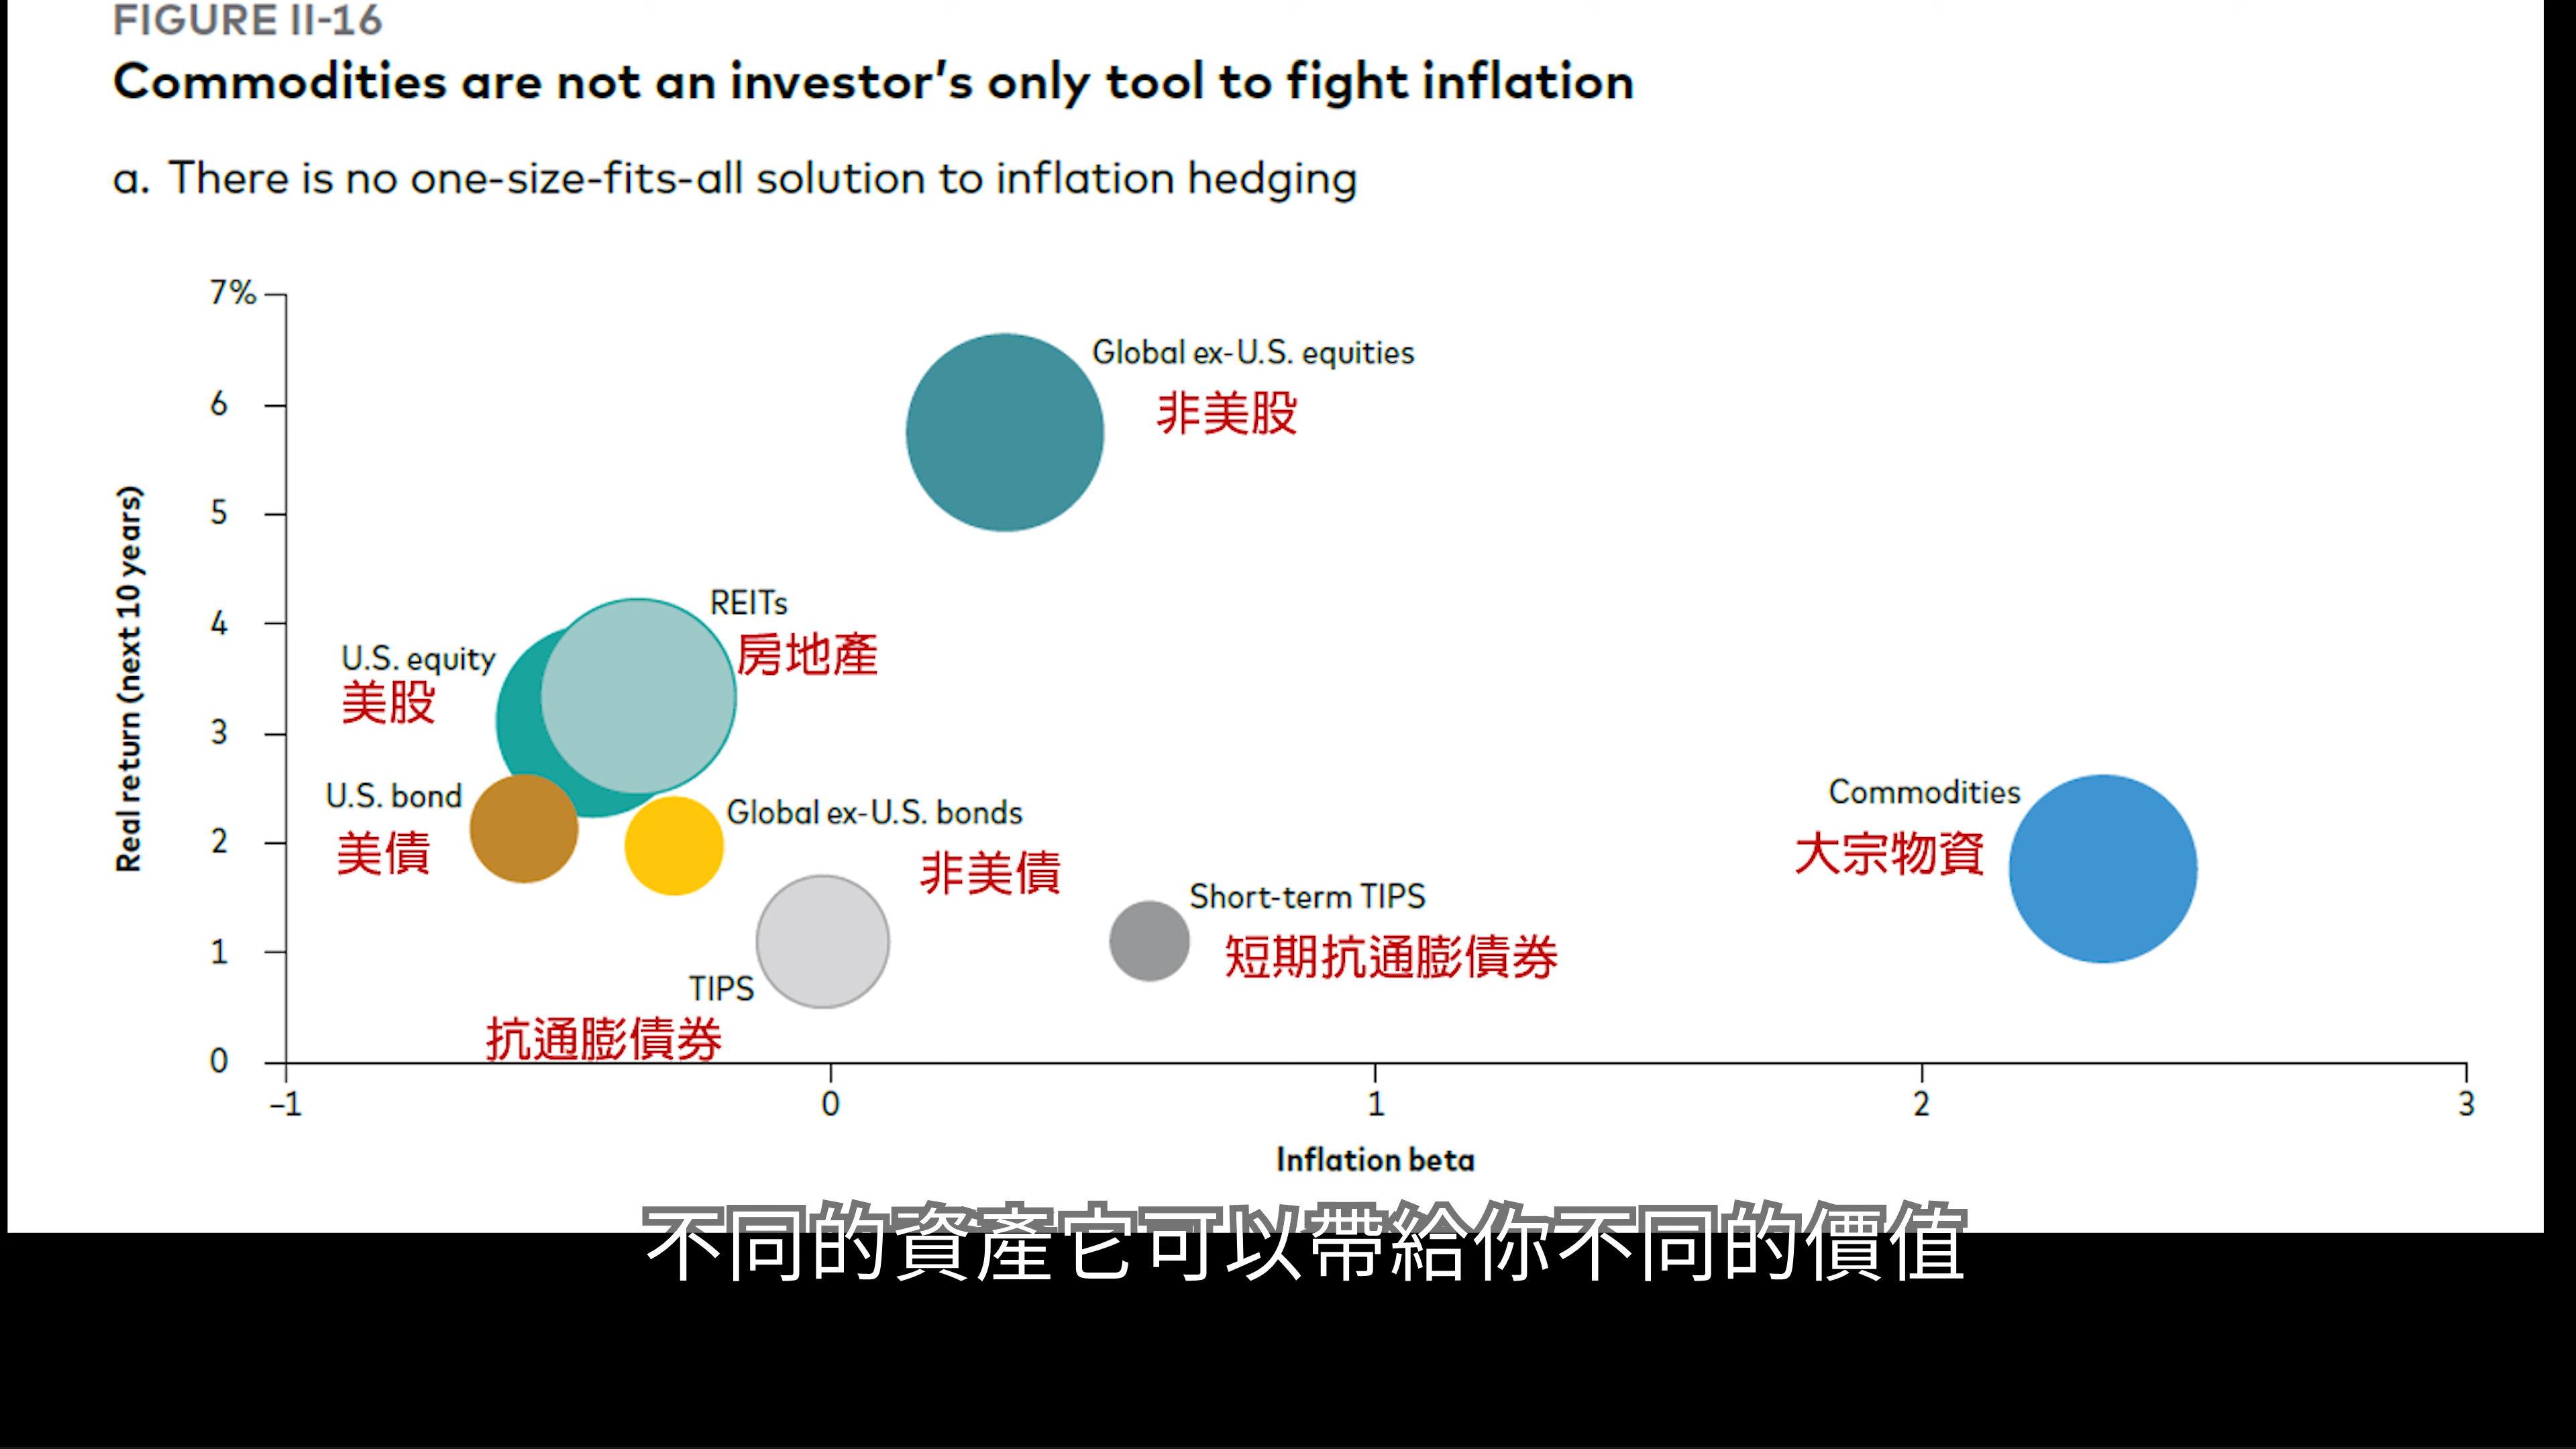 FIGURE II-16
Commodities are not an investor's only tool to fight inflation
a. There is no one-size-fits-all solution to inflation hedging
7%
6
5
4
3
2
1
0
Real return (next 10 years)
Global ex-U.S. equities
非美股
REITs
房地產
U.S. equity
美股
U.S. bond
美債
Global ex-U.S. bonds
非美債
Commodities
大宗物資
Short-term TIPS
短期抗通膨債券
TIPS
抗通膨債券
–1 0 1 2 3
Inflation beta
不同的資產它可以帶給你不同的價值